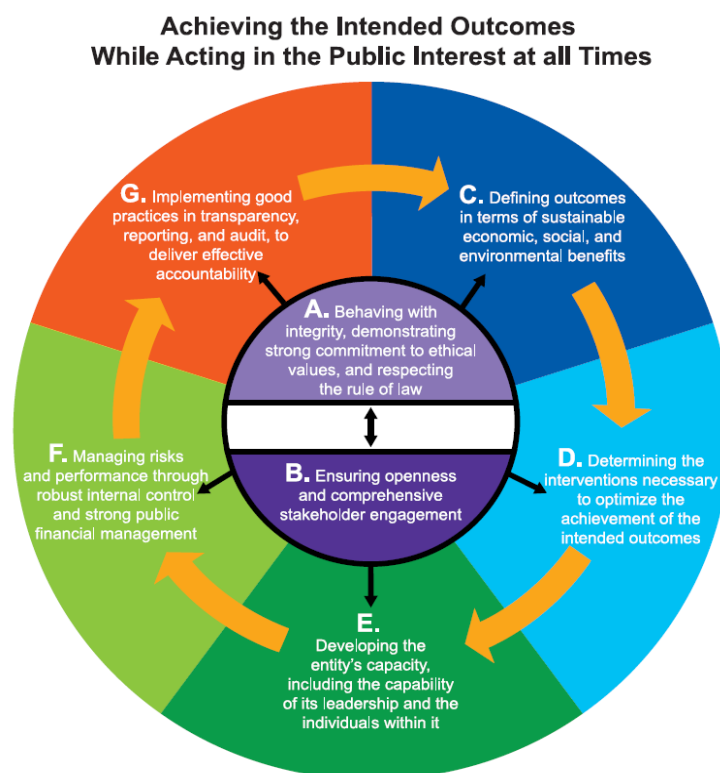 Achieving the Intended Outcomes
While Acting in the Public Interest at all Times
G. Implementing good
practices in transparency,
reporting, and audit, to
deliver effective
accountability
C. Defining outcomes
in terms of sustainable
economic, social, and
environmental benefits
A. Behaving with
integrity, demonstrating
strong commitment to ethical
values, and respecting
the rule of law
B. Ensuring openness
and comprehensive
stakeholder engagement
F. Managing risks
and performance through
robust internal control
and strong public
financial management
D. Determining the
interventions necessary
to optimize the
achievement of the
intended outcomes
E.
Developing the
entity's capacity,
including the capability
of its leadership and the
individuals within it